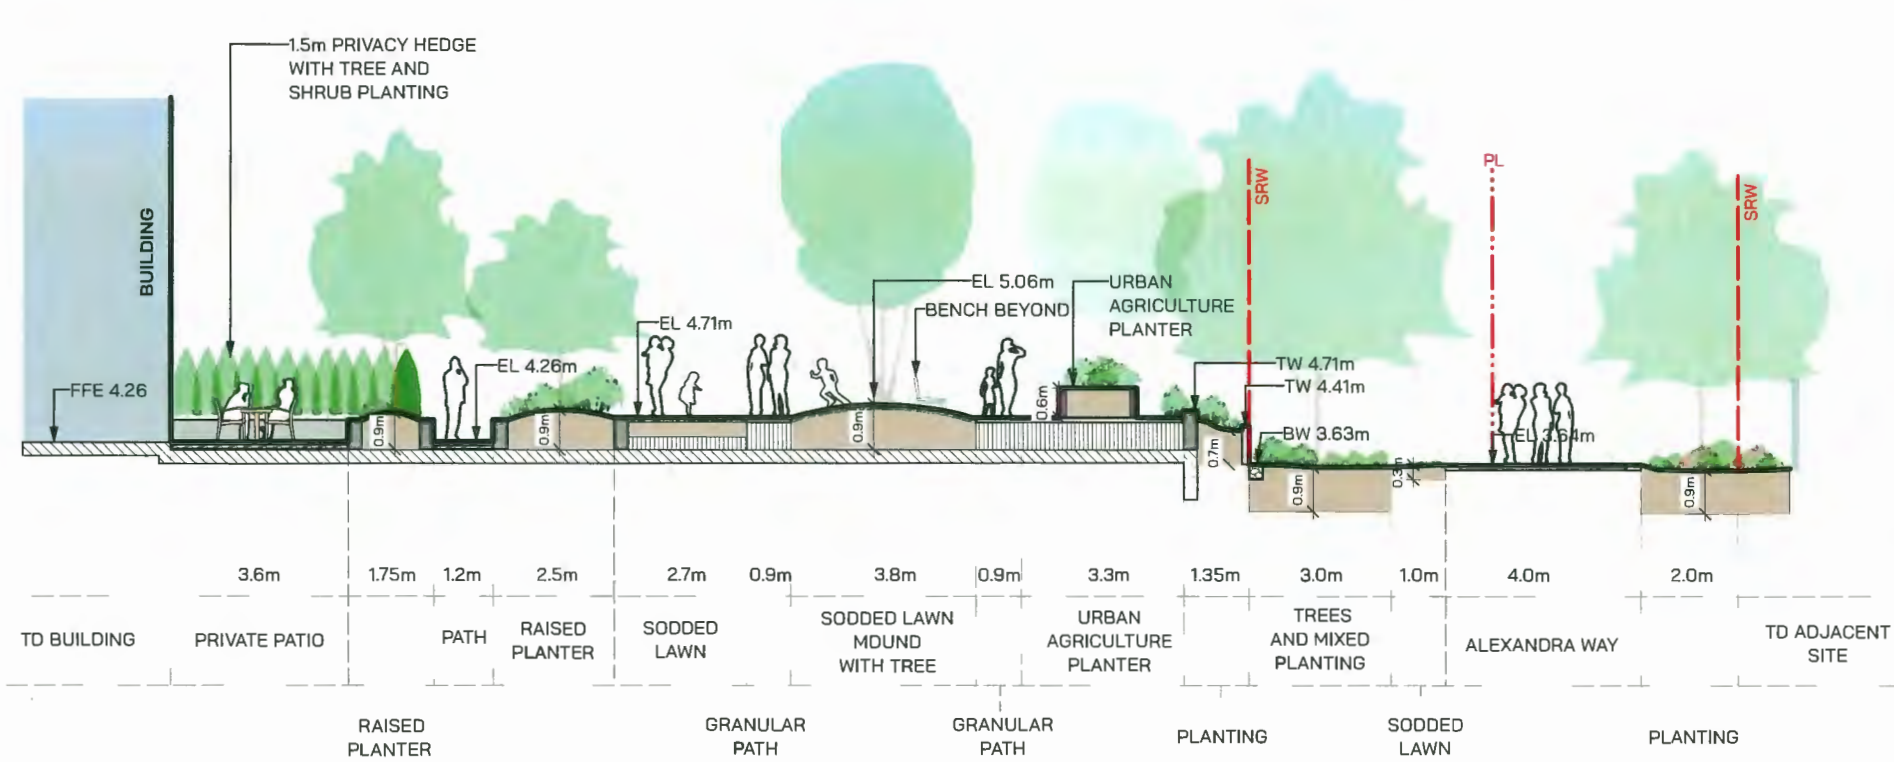 1.5m PRIVACY HEDGE
WITH TREE AND
SHRUB PLANTING
BUILDING
PL
SRW
SRW
EL 5.06m
URBAN
AGRICULTURE
PLANTER
BENCH BEYOND
EL 4.71m
EL 4.26m
TW 4.71m
TW 4.41m
FFE 4.26
BW 3.63m
EL 3.64m
0.9m
0.9m
0.9m
0.6m
0.7m
0.9m
0.3m
0.9m
3.6m 1.75m 1.2m 2.5m 2.7m 0.9m 3.8m 0.9m 3.3m 1.35m 3.0m 1.0m 4.0m 2.0m
TD BUILDING
PRIVATE PATIO
PATH
RAISED
PLANTER
SODDED
LAWN
SODDED LAWN
MDUND
WITH TREE
URBAN
AGRICULTURE
PLANTER
TREES
AND MIXED
PLANTING
ALEXANDRA WAY
TD ADJACENT
SITE
RAISED
PLANTER
GRANULAR
PATH
GRANULAR
PATH
PLANTING
SODDED
LAWN
PLANTING